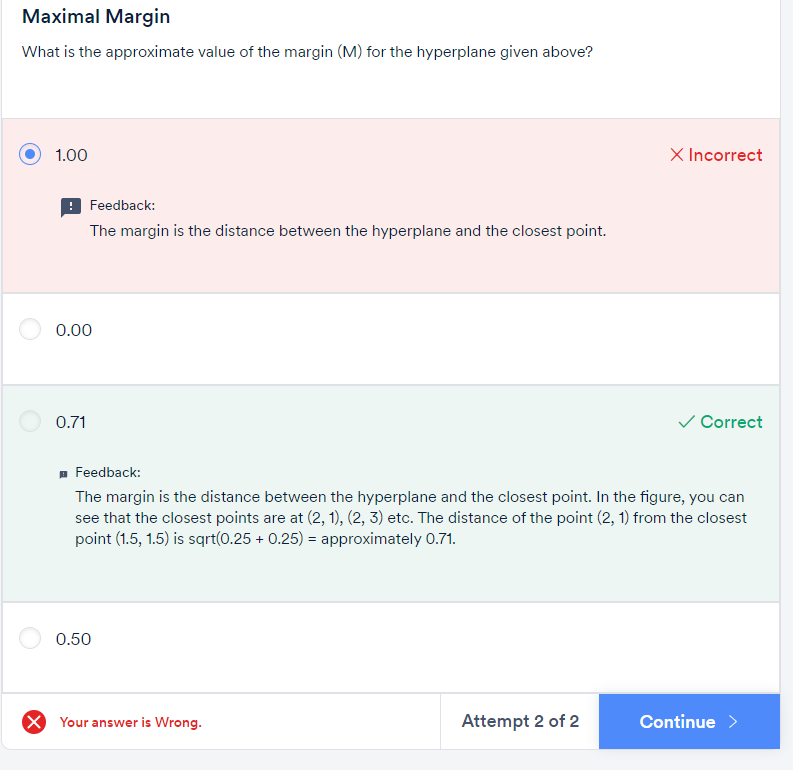 Maximal Margin
What is the approximate value of the margin (M) for the hyperplane given above?
1.00
Incorrect
Feedback:
The margin is the distance between the hyperplane and the closest point.
0.00
0.71
Correct
Feedback:
The margin is the distance between the hyperplane and the closest point. In the figure, you can
see that the closest points are at (2, 1), (2, 3) etc. The distance of the point (2, 1) from the closest
point (1.5, 1.5) is sqrt(0.25 + 0.25) = approximately 0.71.
0.50
Your answer is Wrong.
Attempt 2 of 2
Continue